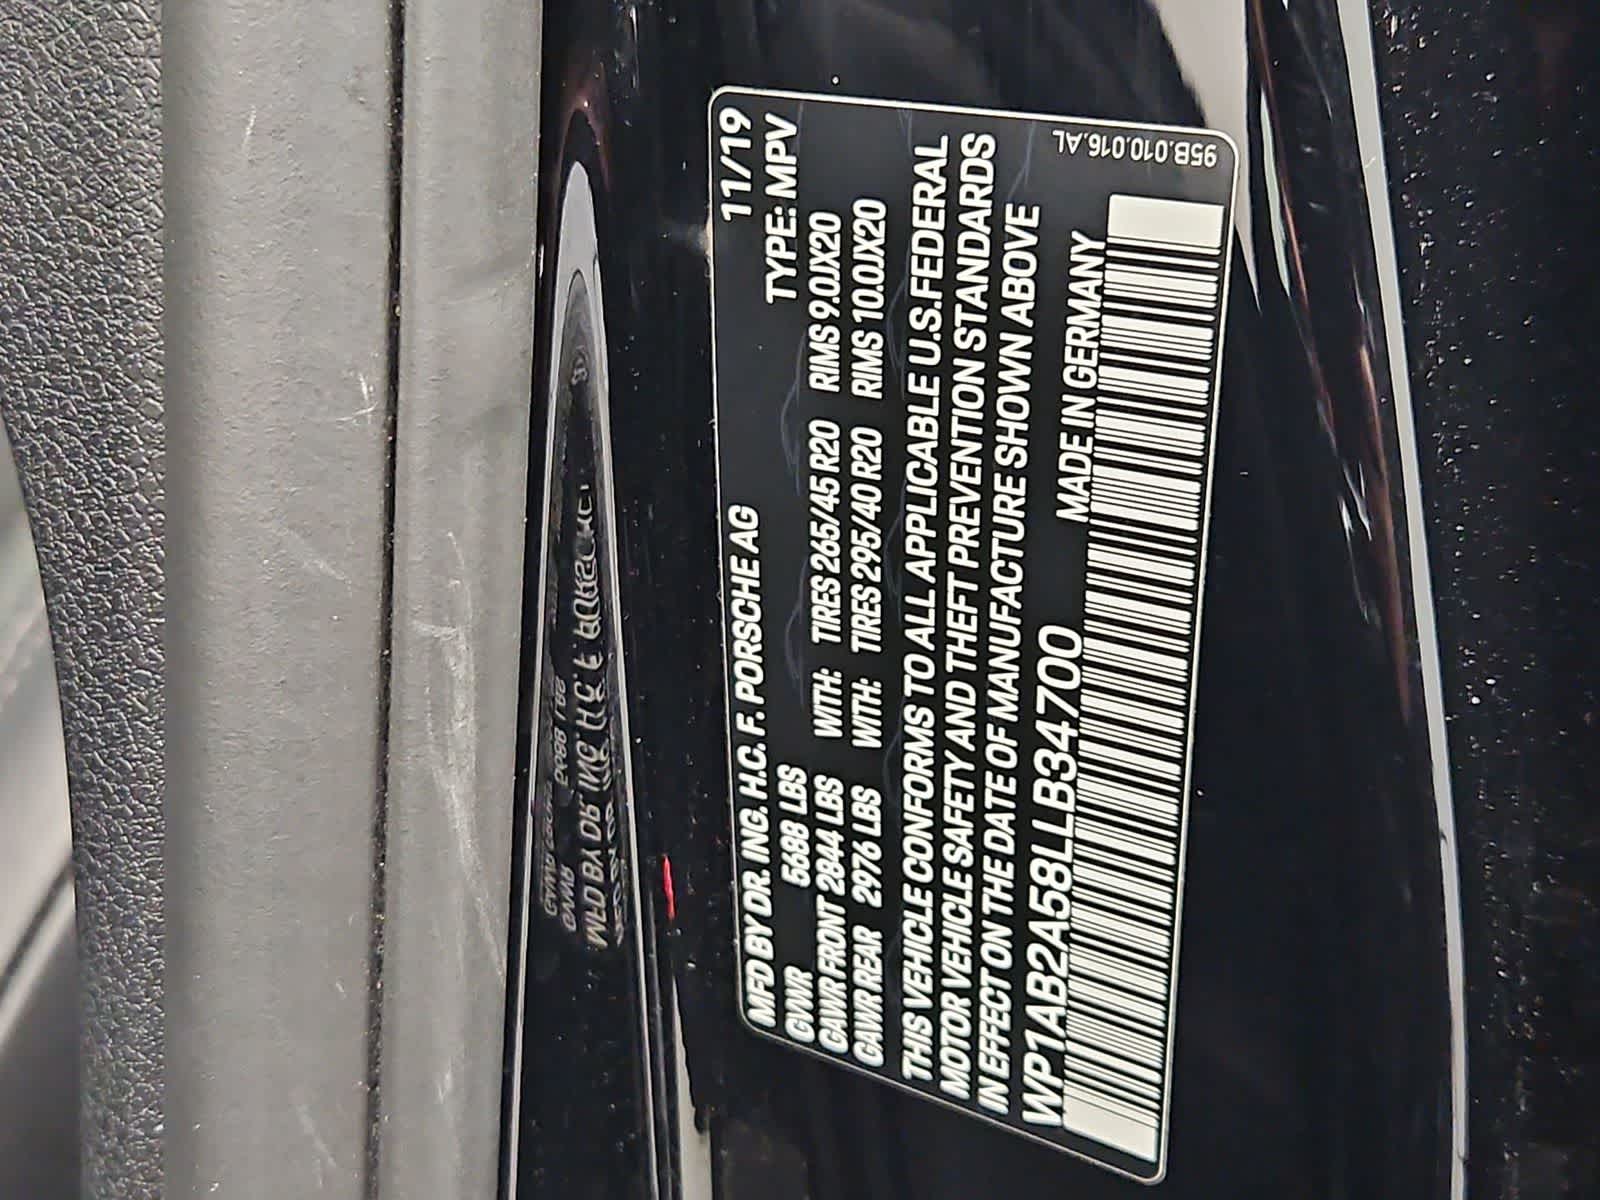 MFD BY DR. ING. H.C. F. PORSCHE AG 11/19
GVWR 5688 LBS TYPE: MPV
GAWR FRONT 2844 LBS WITH: TIRES 265/45 R20 RIMS 9.0JX20
GAWR REAR 2976 LBS WITH: TIRES 295/40 R20 RIMS 10.0JX20
THIS VEHICLE CONFORMS TO ALL APPLICABLE U.S. FEDERAL
MOTOR VEHICLE SAFETY AND THEFT PREVENTION STANDARDS
IN EFFECT ON THE DATE OF MANUFACTURE SHOWN ABOVE
WP1AB2A58LLB34700 MADE IN GERMANY
95B.010.016.AL